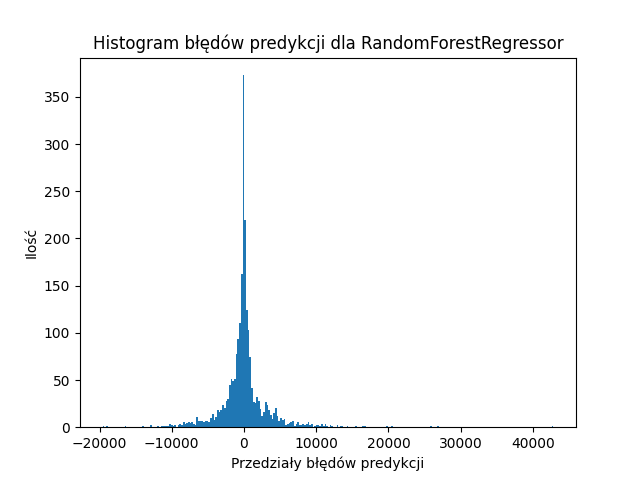 Histogram błędów predykcji dla RandomForestRegressor
350
300
250
200
150
100
50
0
Ilość
−20000 −10000 0 10000 20000 30000 40000
Przedziały błędów predykcji